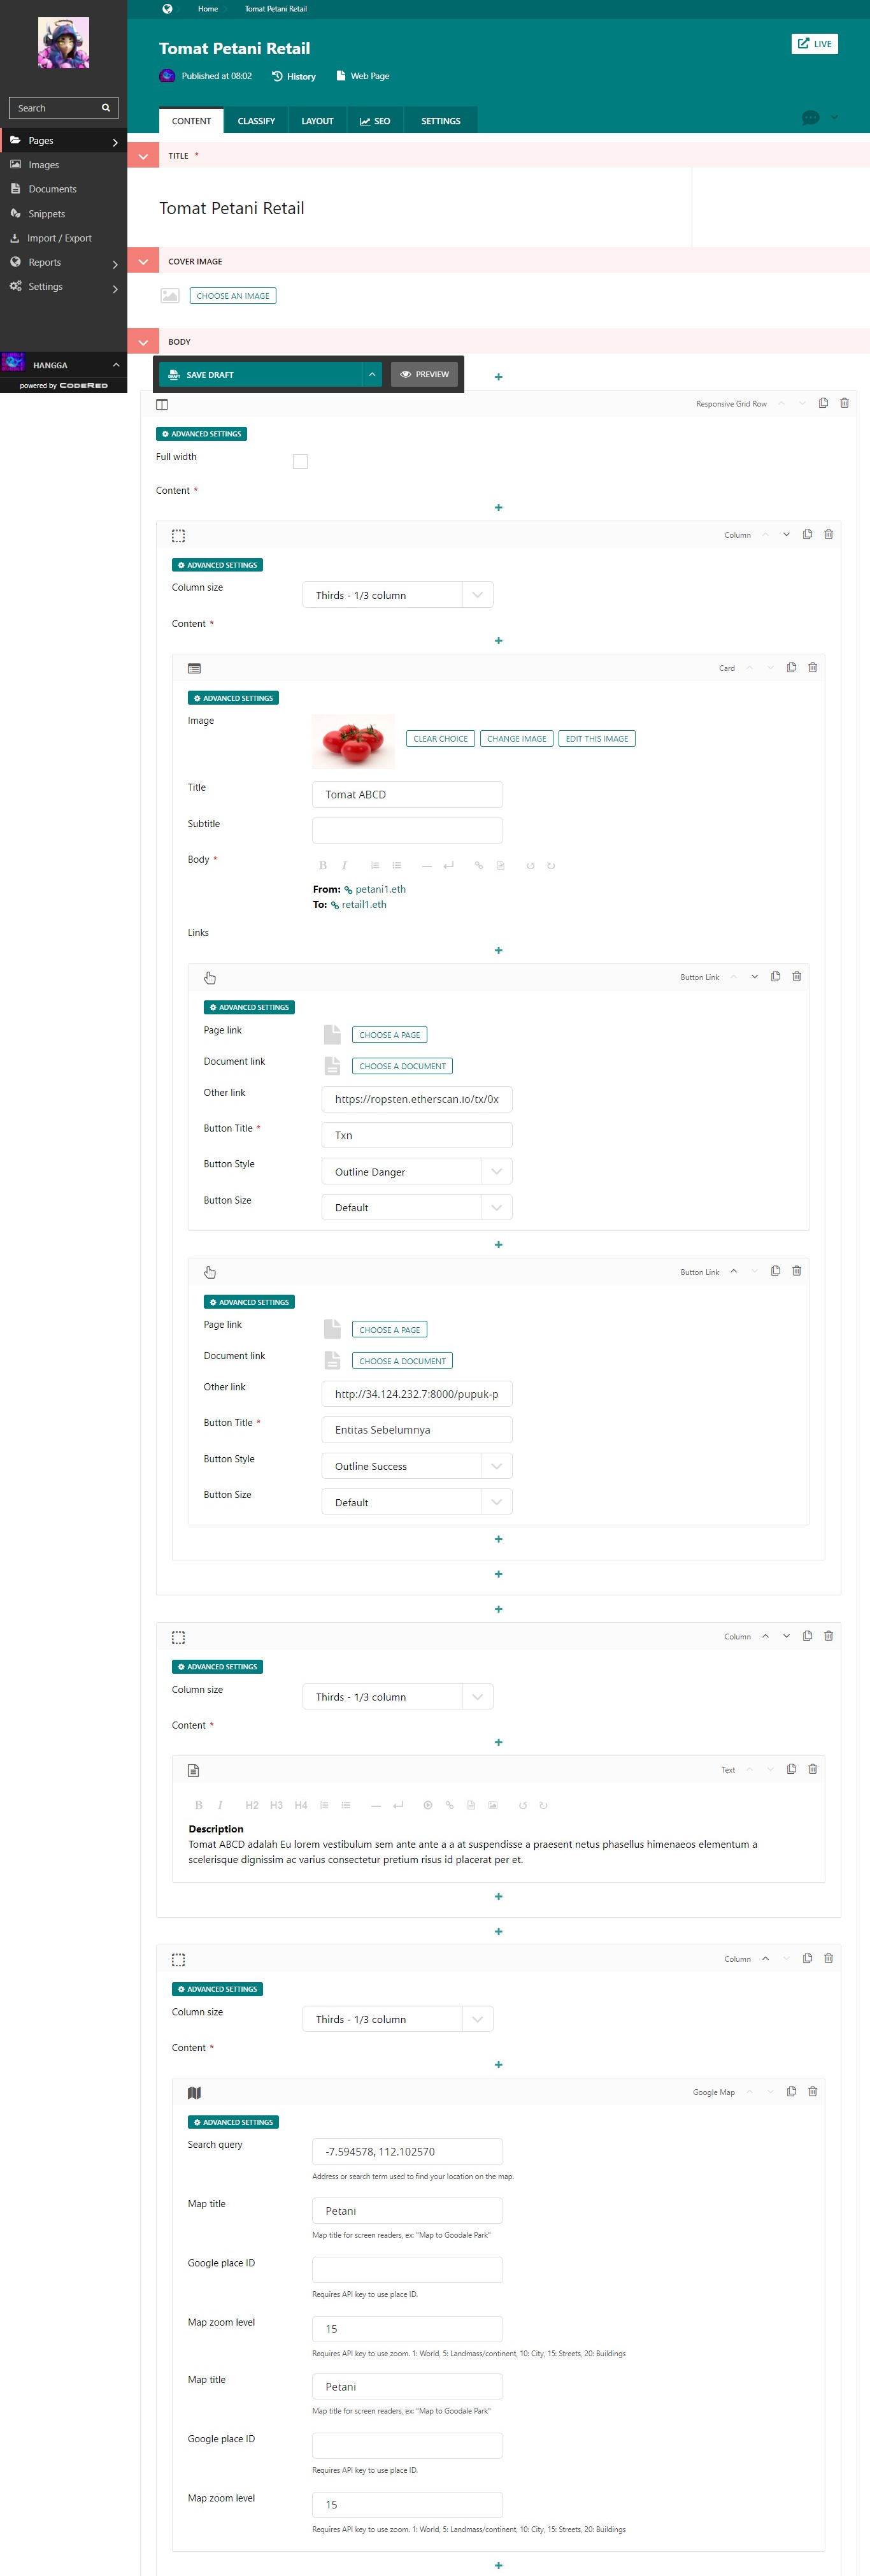 Home
Tomat Petani Retail
Tomat Petani Retail
LIVE
Published at 08:02
History
Web Page
Search
CONTENT
CLASSIFY
LAYOUT
SEO
SETTINGS
Pages
Images
Documents
Snippets
Import / Export
Reports
Settings
HANGGA
powered by CODERED
TITLE *
Tomat Petani Retail
COVER IMAGE
CHOOSE AN IMAGE
BODY
DRAFT
SAVE DRAFT
PREVIEW
Responsive Grid Row
ADVANCED SETTINGS
Full width
Content *
Column
ADVANCED SETTINGS
Column size
Thirds - 1/3 column
Content *
Card
ADVANCED SETTINGS
Image
CLEAR CHOICE
CHANGE IMAGE
EDIT THIS IMAGE
Title
Tomat ABCD
Subtitle
Body *
B I
From: petani1.eth
To: retail1.eth
Links
Button Link
ADVANCED SETTINGS
Page link
CHOOSE A PAGE
Document link
CHOOSE A DOCUMENT
Other link
https://ropsten.etherscan.io/tx/0x
Button Title *
Txn
Button Style
Outline Danger
Button Size
Default
Button Link
ADVANCED SETTINGS
Page link
CHOOSE A PAGE
Document link
CHOOSE A DOCUMENT
Other link
http://34.124.232.7:8000/pupuk-p
Button Title *
Entitas Sebelumnya
Button Style
Outline Success
Button Size
Default
Column
ADVANCED SETTINGS
Column size
Thirds - 1/3 column
Content *
Text
B I H2 H3 H4
Description
Tomat ABCD adalah Eu lorem vestibulum sem ante ante a a at suspendisse a praesent netus phasellus himenaeos elementum a
scelerisque dignissim ac varius consectetur pretium risus id placerat per et.
Column
ADVANCED SETTINGS
Column size
Thirds - 1/3 column
Content *
Google Map
ADVANCED SETTINGS
Search query
-7.594578, 112.102570
Address or search term used to find your location on the map.
Map title
Petani
Map title for screen readers, ex: "Map to Goodale Park"
Google place ID
Requires API key to use place ID.
Map zoom level
15
Requires API key to use zoom. 1: World, 5: Landmass/continent, 10: City, 15: Streets, 20: Buildings
Map title
Petani
Map title for screen readers, ex: "Map to Goodale Park"
Google place ID
Requires API key to use place ID.
Map zoom level
15
Requires API key to use zoom. 1: World, 5: Landmass/continent, 10: City, 15: Streets, 20: Buildings